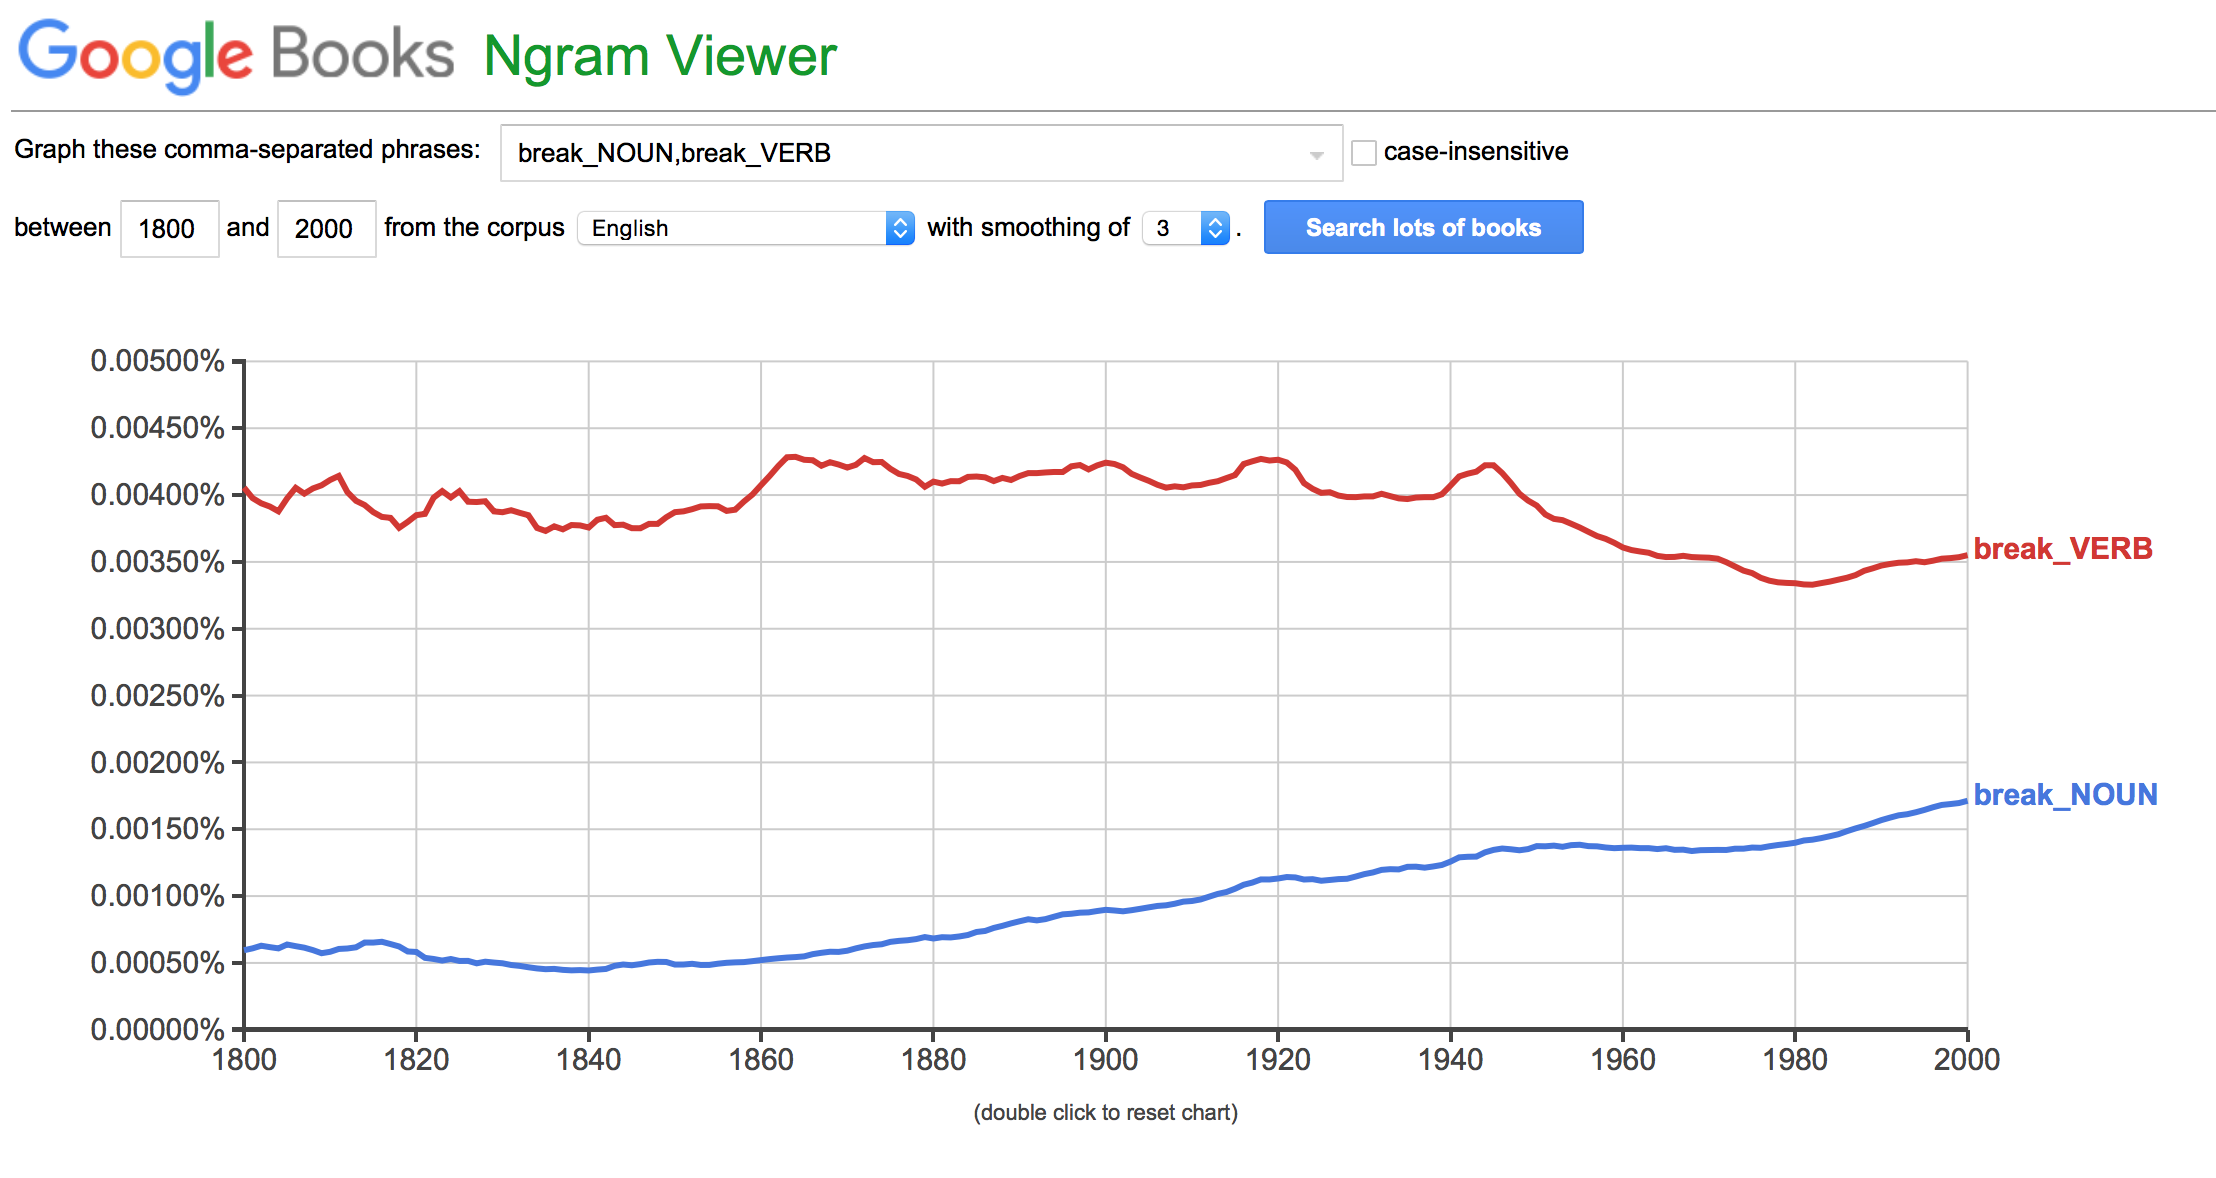 Google Books Ngram Viewer
Graph these comma-separated phrases: break_NOUN,break_VERB case-insensitive
between 1800 and 2000 from the corpus English with smoothing of 3 . Search lots of books
0.00500%
0.00450%
0.00400%
0.00350%
break_VERB
0.00300%
0.00250%
0.00200%
break_NOUN
0.00150%
0.00100%
0.00050%
0.00000%
1800 1820 1840 1860 1880 1900 1920 1940 1960 1980 2000
(double click to reset chart)